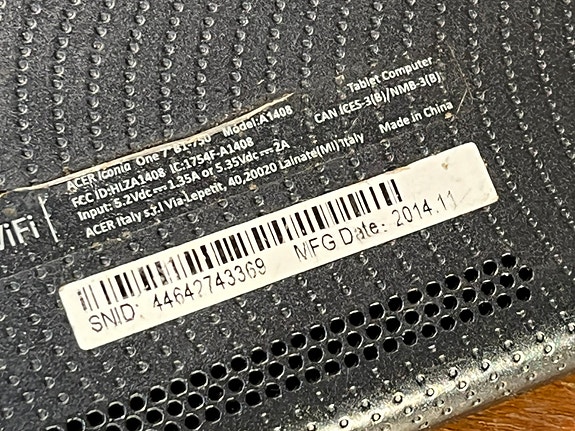 Tablet Computer
ACER Iconia One 7 B1-730 Model:A1408
CAN ICES-3(B)/NMB-3(B)
FCC ID:HLZA1408 IC:1754F-A1408
Input: 5.2Vdc⎓1.35A or 5.35Vdc⎓2A
Made in China
ACER Italy s.r.l Via Lepetit, 40,20020 Lainate(MI) Italy
WiFi
SNID: 44642743369 MFG Date: 2014.11